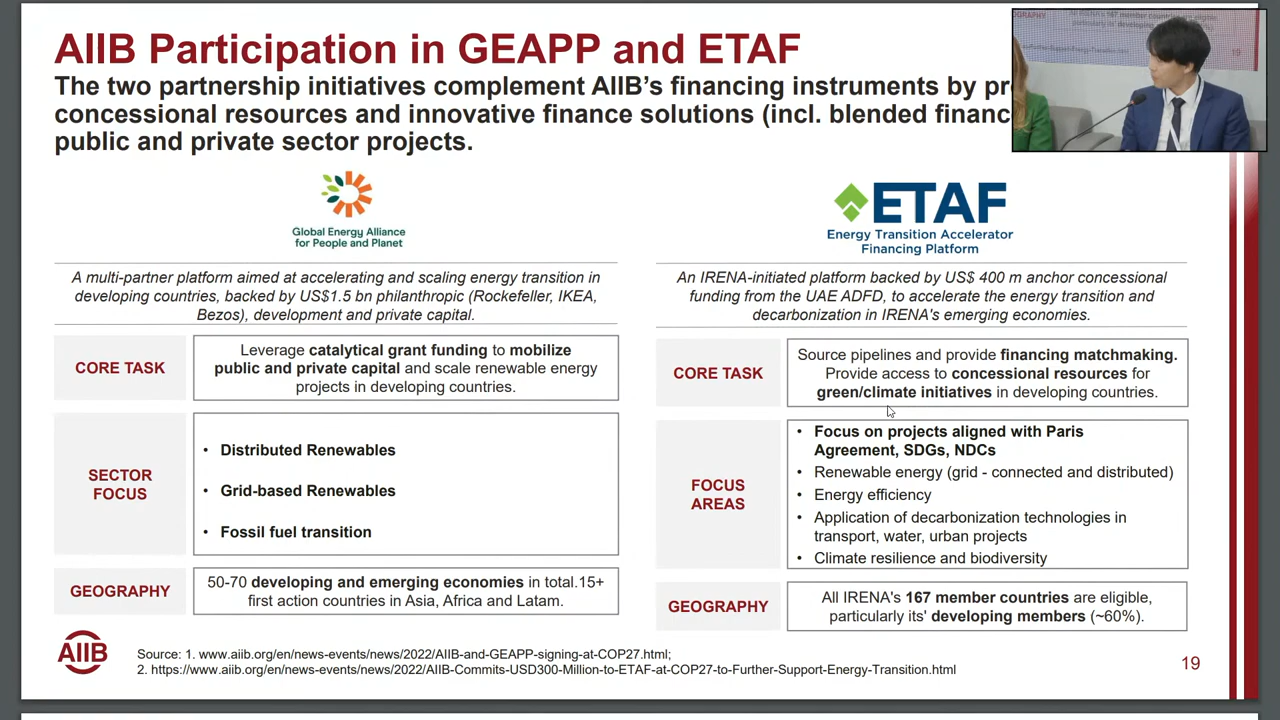 AIIB Participation in GEAPP and ETAF
The two partnership initiatives complement AIIB's financing instruments by
concessional resources and innovative finance solutions (incl. blended
public and private sector projects.
Global Energy Alliance
for People and Planet
A multi-partner platform aimed at accelerating and scaling energy transition in
developing countries, backed by US$1.5 bn philanthropic (Rockefeller, IKEA,
Bezos), development and private capital.
CORE TASK
Leverage catalytical grant funding to mobilize
public and private capital and scale renewable energy
projects in developing countries.
SECTOR
FOCUS
• Distributed Renewables
• Grid-based Renewables
• Fossil fuel transition
GEOGRAPHY
50-70 developing and emerging economies in total.15+
first action countries in Asia, Africa and Latam.
ETAF
Energy Transition Accelerator
Financing Platform
An IRENA-initiated platform backed by US$ 400 m anchor concessional
funding from the UAE ADFD, to accelerate the energy transition and
decarbonization in IRENA's emerging economies.
CORE TASK
Source pipelines and provide financing matchmaking.
Provide access to concessional resources for
green/climate initiatives in developing countries.
FOCUS
AREAS
• Focus on projects aligned with Paris
Agreement, SDGs, NDCs
• Renewable energy (grid - connected and distributed)
• Energy efficiency
• Application of decarbonization technologies in
transport, water, urban projects
• Climate resilience and biodiversity
GEOGRAPHY
All IRENA's 167 member countries are eligible,
particularly its' developing members (~60%).
AIIB
Source: 1. www.aiib.org/en/news-events/news/2022/AIIB-and-GEAPP-signing-at-COP27.html;
2. https://www.aiib.org/en/news-events/news/2022/AIIB-Commits-USD300-Million-to-ETAF-at-COP27-to-Further-Support-Energy-Transition.html
19